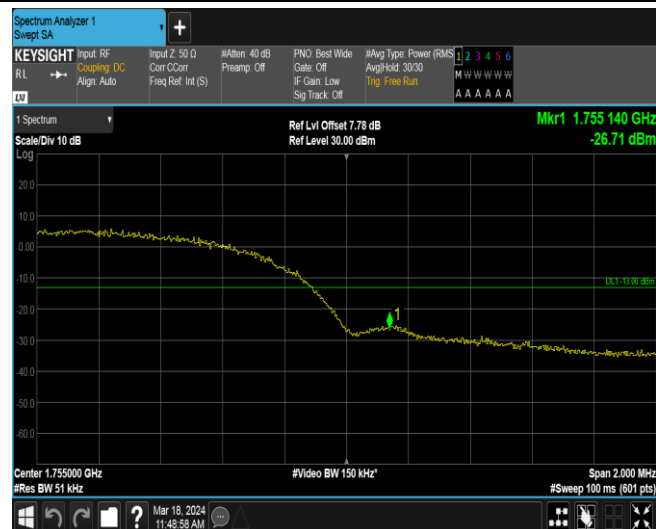 Spectrum Analyzer 1
Swept SA
+
KEYSIGHT
RL
LXI
Input: RF
Coupling: DC
Align: Auto
Input Z: 50 Ω
Corr CCorr
Freq Ref: Int (S)
#Atten: 40 dB
Preamp: Off
PNO: Best Wide
Gate: Off
IF Gain: Low
Sig Track: Off
#Avg Type: Power (RMS
Avg|Hold: 30/30
Trig: Free Run
1 2 3 4 5 6
M W W W W W
A A A A A A
1 Spectrum
Scale/Div 10 dB
Log
Ref Lvl Offset 7.78 dB
Ref Level 30.00 dBm
Mkr1 1.755 140 GHz
-26.71 dBm
20.0
10.0
0.00
-10.0
DL1 -13.00 dBm
-20.0
1
-30.0
-40.0
-50.0
-60.0
Center 1.755000 GHz
#Video BW 150 kHz*
Span 2.000 MHz
#Res BW 51 kHz
#Sweep 100 ms (601 pts)
?
Mar 18, 2024
11:48:58 AM